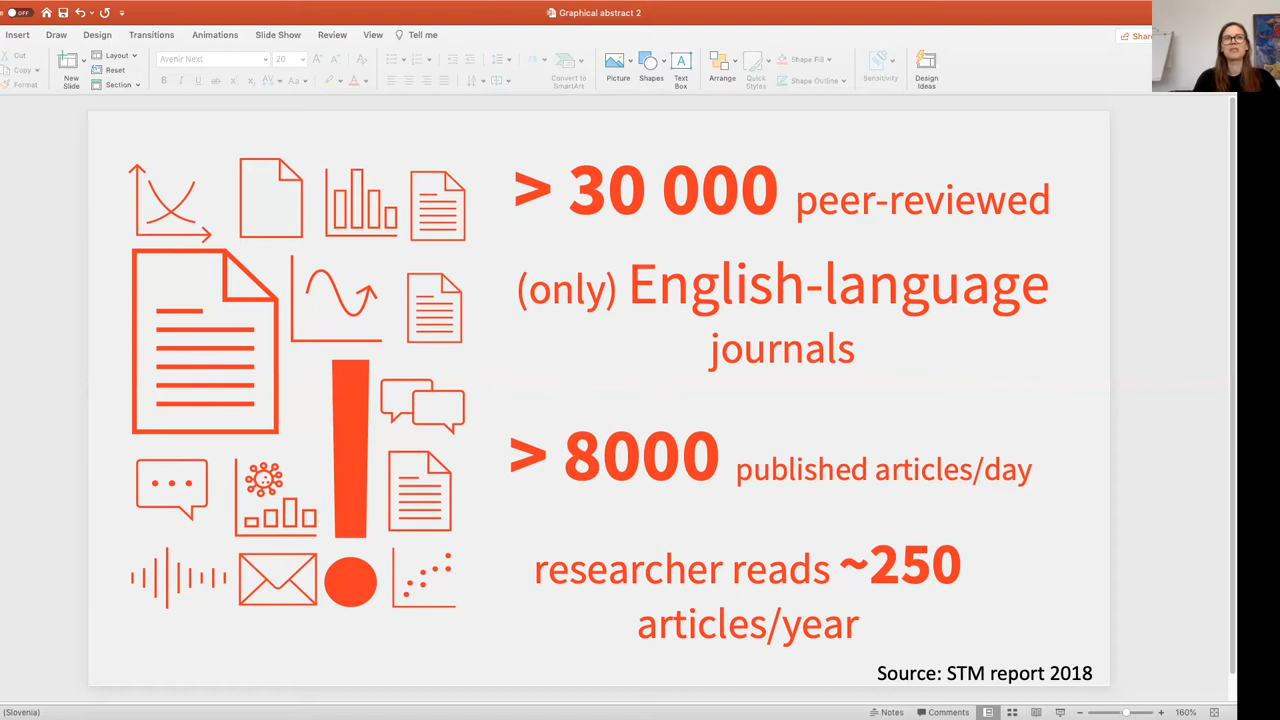 e OFF Graphical abstract 2
Insert Draw Design Transitions Animations Slide Show Review View Tell me Shar
Cut
Copy
Format
New
Slide
Layout
Reset
Section
Avenir Next 20
Convert to
SmartArt
Picture
Shapes
Text
Box
Arrange
Quick
Styles
Shape Fill
Shape Outline
Sensitivity
Design
Ideas
> 30 000 peer-reviewed
(only) English-language
journals
> 8000 published articles/day
researcher reads ~250
articles/year
Source: STM report 2018
(Slovenia) Notes Comments 160%